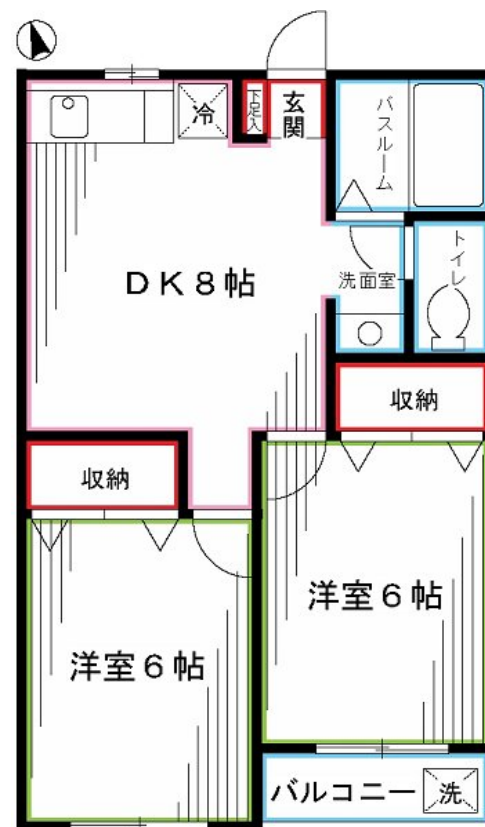 冷
下足入
玄関
バスルーム
DK8帖
洗面室
トイレ
収納
収納
洋室6帖
洋室6帖
バルコニー
洗